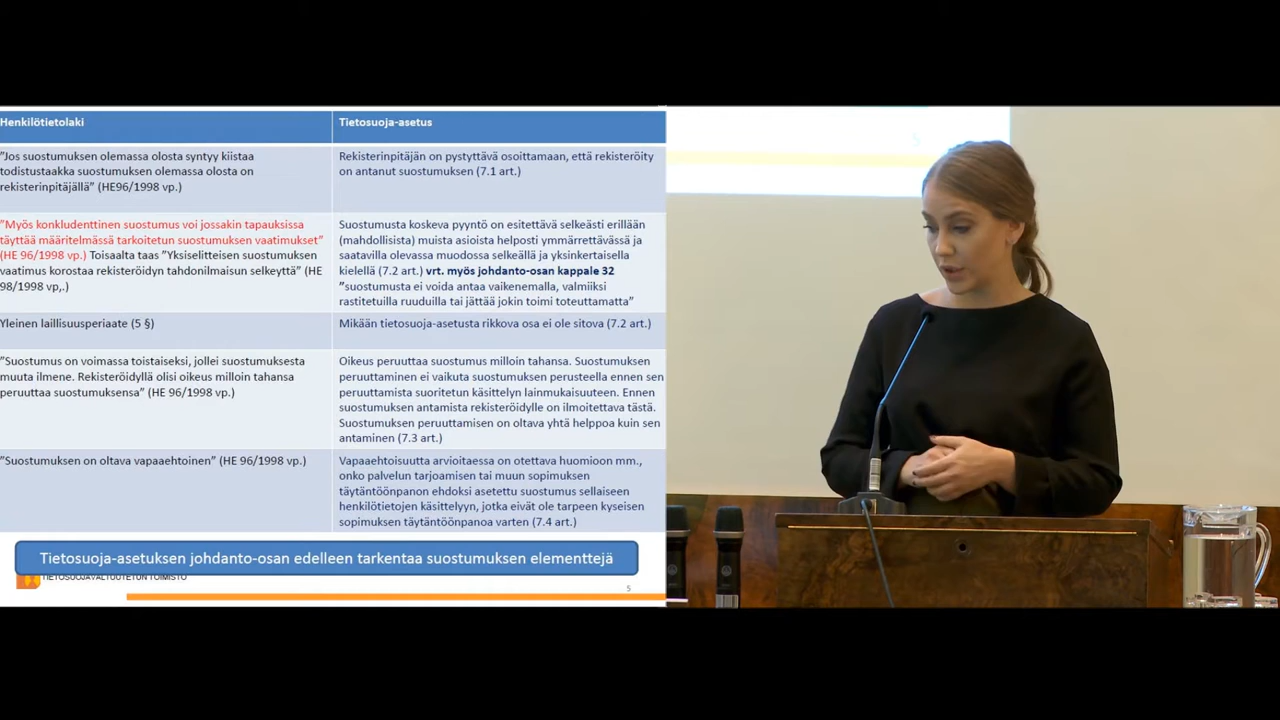 Henkilötietolaki
Tietosuoja-asetus
”Jos suostumuksen olemassa olosta syntyy kiistaa
todistustaakka suostumuksen olemassa olosta on
rekisterinpitäjällä” (HE96/1998 vp.)
Rekisterinpitäjän on pystyttävä osoittamaan, että rekisteröity
on antanut suostumuksen (7.1 art.)
”Myös konkludenttinen suostumus voi jossakin tapauksissa
täyttää määritelmässä tarkoitetun suostumuksen vaatimukset”
(HE 96/1998 vp.) Toisaalta taas ”Yksiselitteisen suostumuksen
vaatimus korostaa rekisteröidyn tahdonilmaisun selkeyttä” (HE
98/1998 vp,.)
Suostumusta koskeva pyyntö on esitettävä selkeästi erillään
(mahdollisista) muista asioista helposti ymmärrettävässä ja
saatavilla olevassa muodossa selkeällä ja yksinkertaisella
kielellä (7.2 art.) vrt. myös johdanto-osan kappale 32
”suostumusta ei voida antaa vaikenemalla, valmiiksi
rastitetuilla ruuduilla tai jättää jokin toimi toteuttamatta”
Yleinen laillisuusperiaate (5 §)
Mikään tietosuoja-asetusta rikkova osa ei ole sitova (7.2 art.)
”Suostumus on voimassa toistaiseksi, jollei suostumuksesta
muuta ilmene. Rekisteröidyllä olisi oikeus milloin tahansa
peruuttaa suostumuksensa” (HE 96/1998 vp.)
Oikeus peruuttaa suostumus milloin tahansa. Suostumuksen
peruuttaminen ei vaikuta suostumuksen perusteella ennen sen
peruuttamista suoritetun käsittelyn lainmukaisuuteen. Ennen
suostumuksen antamista rekisteröidylle on ilmoitettava tästä.
Suostumuksen peruuttamisen on oltava yhtä helppoa kuin sen
antaminen (7.3 art.)
”Suostumuksen on oltava vapaaehtoinen” (HE 96/1998 vp.)
Vapaaehtoisuutta arvioitaessa on otettava huomioon mm.,
onko palvelun tarjoamisen tai muun sopimuksen
täytäntöönpanon ehdoksi asetettu suostumus sellaiseen
henkilötietojen käsittelyyn, jotka eivät ole tarpeen kyseisen
sopimuksen täytäntöönpanoa varten (7.4 art.)
Tietosuoja-asetuksen johdanto-osan edelleen tarkentaa suostumuksen elementtejä
TIETOSUOJAVALTUUTETUN TOIMISTO
5